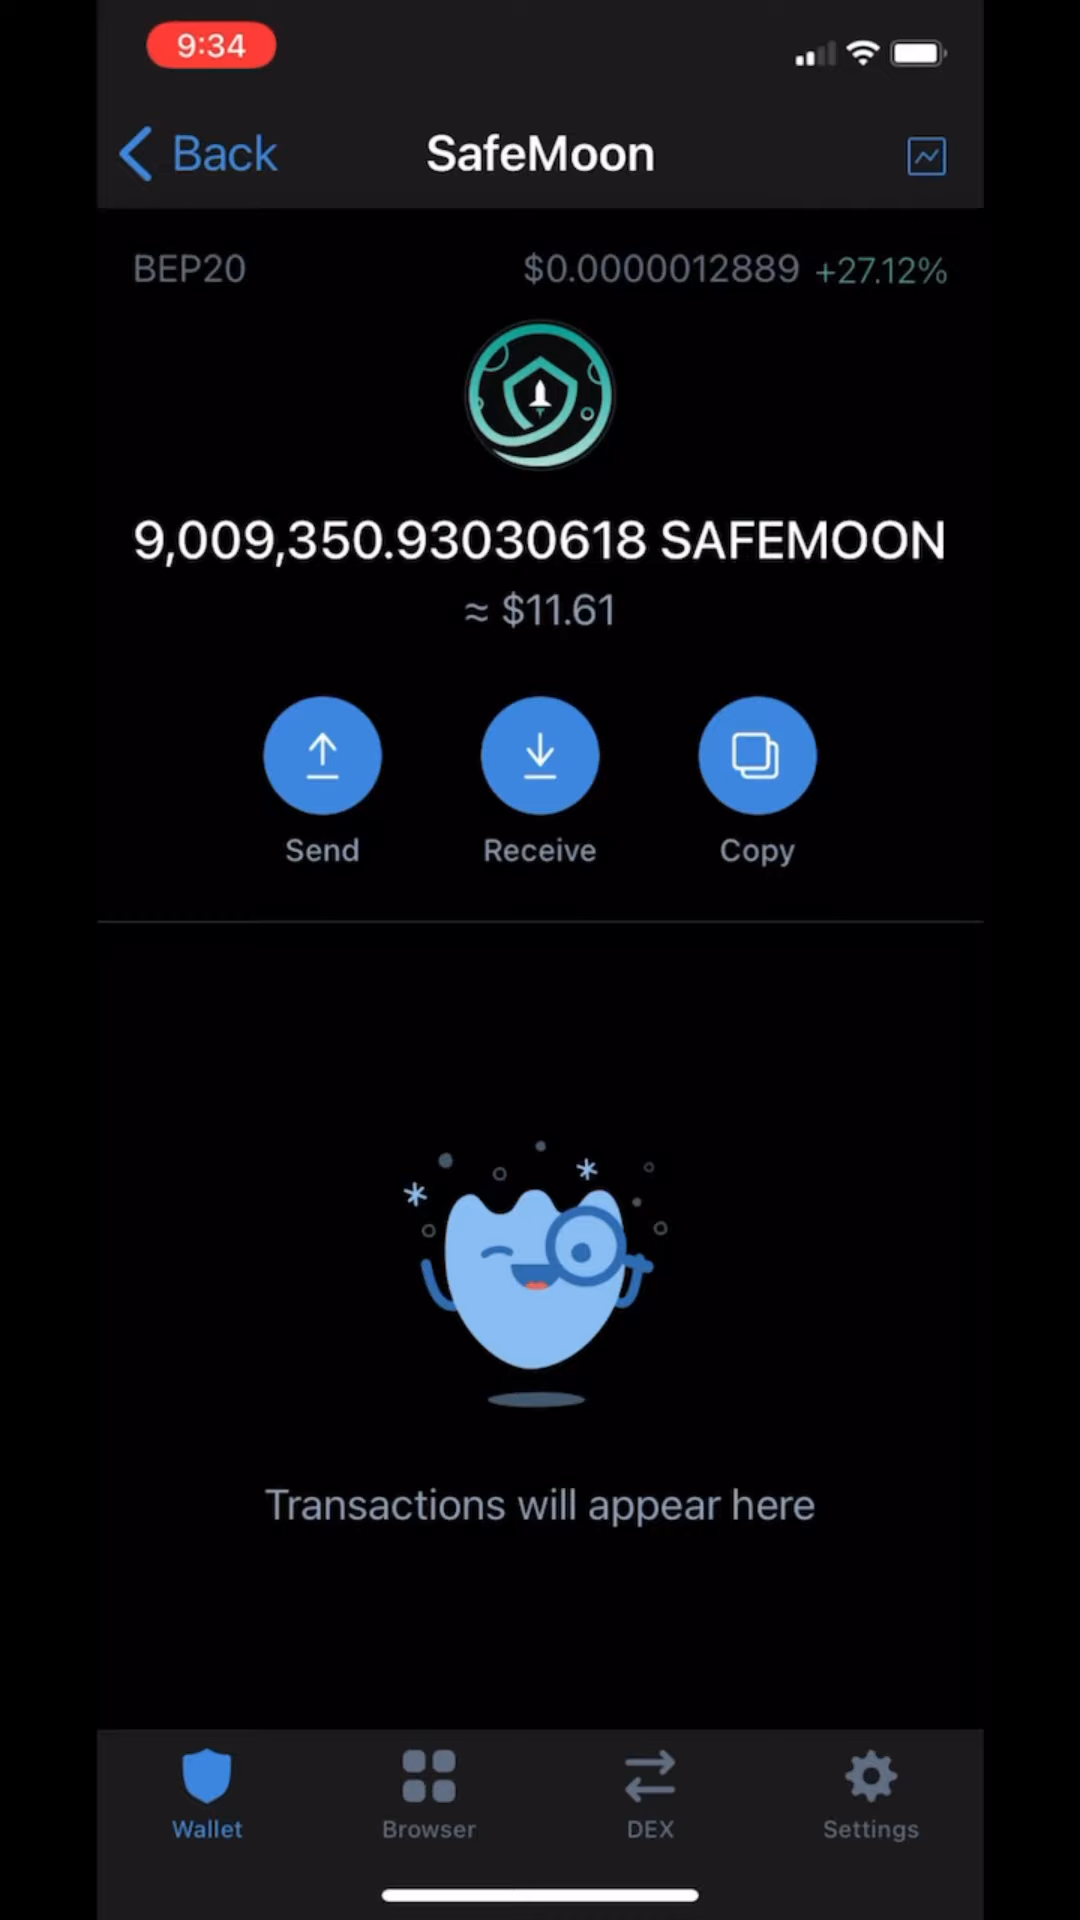 9:34
Back
SafeMoon
BEP20
$0.0000012889 +27.12%
9,009,350.93030618 SAFEMOON
≈ $11.61
Send
Receive
Copy
Transactions will appear here
Wallet
Browser
DEX
Settings